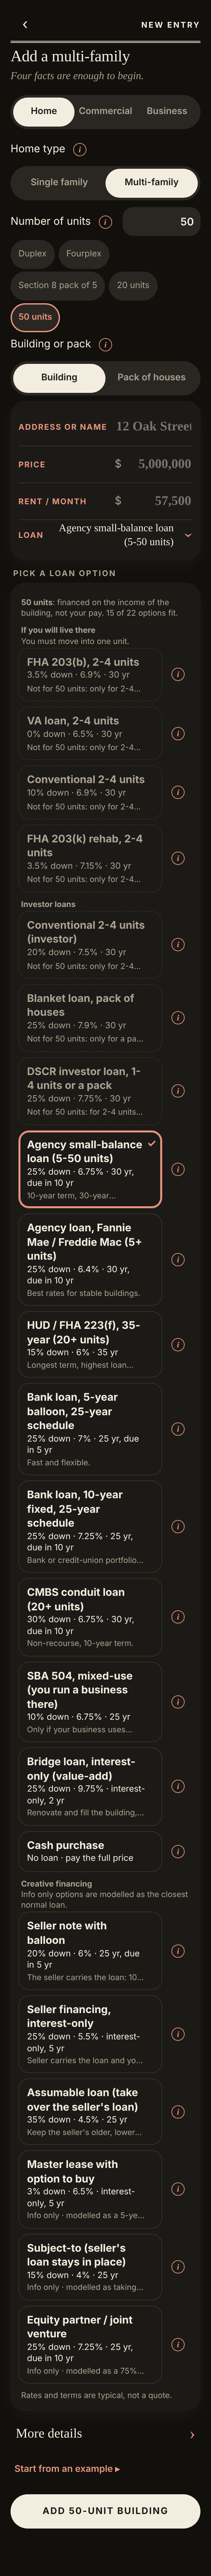 NEW ENTRY
Add a multi-family
Four facts are enough to begin.
Home Commercial Business
Home type i
Single family Multi-family
Number of units i 50
Duplex Fourplex
Section 8 pack of 5 20 units
50 units
Building or pack i
Building Pack of houses
ADDRESS OR NAME 12 Oak Street
PRICE $ 5,000,000
RENT / MONTH $ 57,500
LOAN Agency small-balance loan
(5-50 units)
PICK A LOAN OPTION
50 units: financed on the income of the
building, not your pay. 15 of 22 options fit.
If you will live there
You must move into one unit.
FHA 203(b), 2-4 units
3.5% down · 6.9% · 30 yr
Not for 50 units: only for 2-4...
i
VA loan, 2-4 units
0% down · 6.5% · 30 yr
Not for 50 units: only for 2-4...
i
Conventional 2-4 units
10% down · 6.9% · 30 yr
Not for 50 units: only for 2-4...
i
FHA 203(k) rehab, 2-4
units
3.5% down · 7.15% · 30 yr
Not for 50 units: only for 2-4...
i
Investor loans
Conventional 2-4 units
(investor)
20% down · 7.5% · 30 yr
Not for 50 units: only for 2-4...
i
Blanket loan, pack of
houses
25% down · 7.9% · 30 yr
Not for 50 units: only for a pa...
i
DSCR investor loan, 1-
4 units or a pack
25% down · 7.75% · 30 yr
Not for 50 units: for 2-4 units...
i
Agency small-balance ✓
loan (5-50 units)
25% down · 6.75% · 30 yr,
due in 10 yr
10-year term, 30-year...
i
Agency loan, Fannie
Mae / Freddie Mac (5+
units)
25% down · 6.4% · 30 yr,
due in 10 yr
Best rates for stable buildings.
i
HUD / FHA 223(f), 35-
year (20+ units)
15% down · 6% · 35 yr
Longest term, highest loan...
i
Bank loan, 5-year
balloon, 25-year
schedule
25% down · 7% · 25 yr, due
in 5 yr
Fast and flexible.
i
Bank loan, 10-year
fixed, 25-year
schedule
25% down · 7.25% · 25 yr,
due in 10 yr
Bank or credit-union portfolio...
i
CMBS conduit loan
(20+ units)
30% down · 6.75% · 30 yr,
due in 10 yr
Non-recourse, 10-year term.
i
SBA 504, mixed-use
(you run a business
there)
10% down · 6.75% · 25 yr
Only if your business uses...
i
Bridge loan, interest-
only (value-add)
25% down · 9.75% · interest-
only, 2 yr
Renovate and fill the building,...
i
Cash purchase
No loan · pay the full price
i
Creative financing
Info only options are modelled as the closest
normal loan.
Seller note with
balloon
20% down · 6% · 25 yr, due
in 5 yr
The seller carries the loan: 10...
i
Seller financing,
interest-only
25% down · 5.5% · interest-
only, 5 yr
Seller carries the loan and yo...
i
Assumable loan (take
over the seller's loan)
35% down · 4.5% · 25 yr
Keep the seller's older, lower...
i
Master lease with
option to buy
3% down · 6.5% · interest-
only, 5 yr
Info only · modelled as a 5-ye...
i
Subject-to (seller's
loan stays in place)
15% down · 4% · 25 yr
Info only · modelled as taking...
i
Equity partner / joint
venture
25% down · 7.25% · 25 yr,
due in 10 yr
Info only · modelled as a 75%...
i
Rates and terms are typical, not a quote.
More details ›
Start from an example ▸
ADD 50-UNIT BUILDING